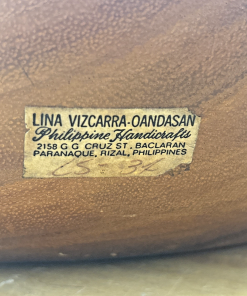 LINA VIZCARRA-OANDASAN
Philippine Handicrafts
2158 G G CRUZ ST. BACLARAN
PARANAQUE, RIZAL, PHILIPPINES